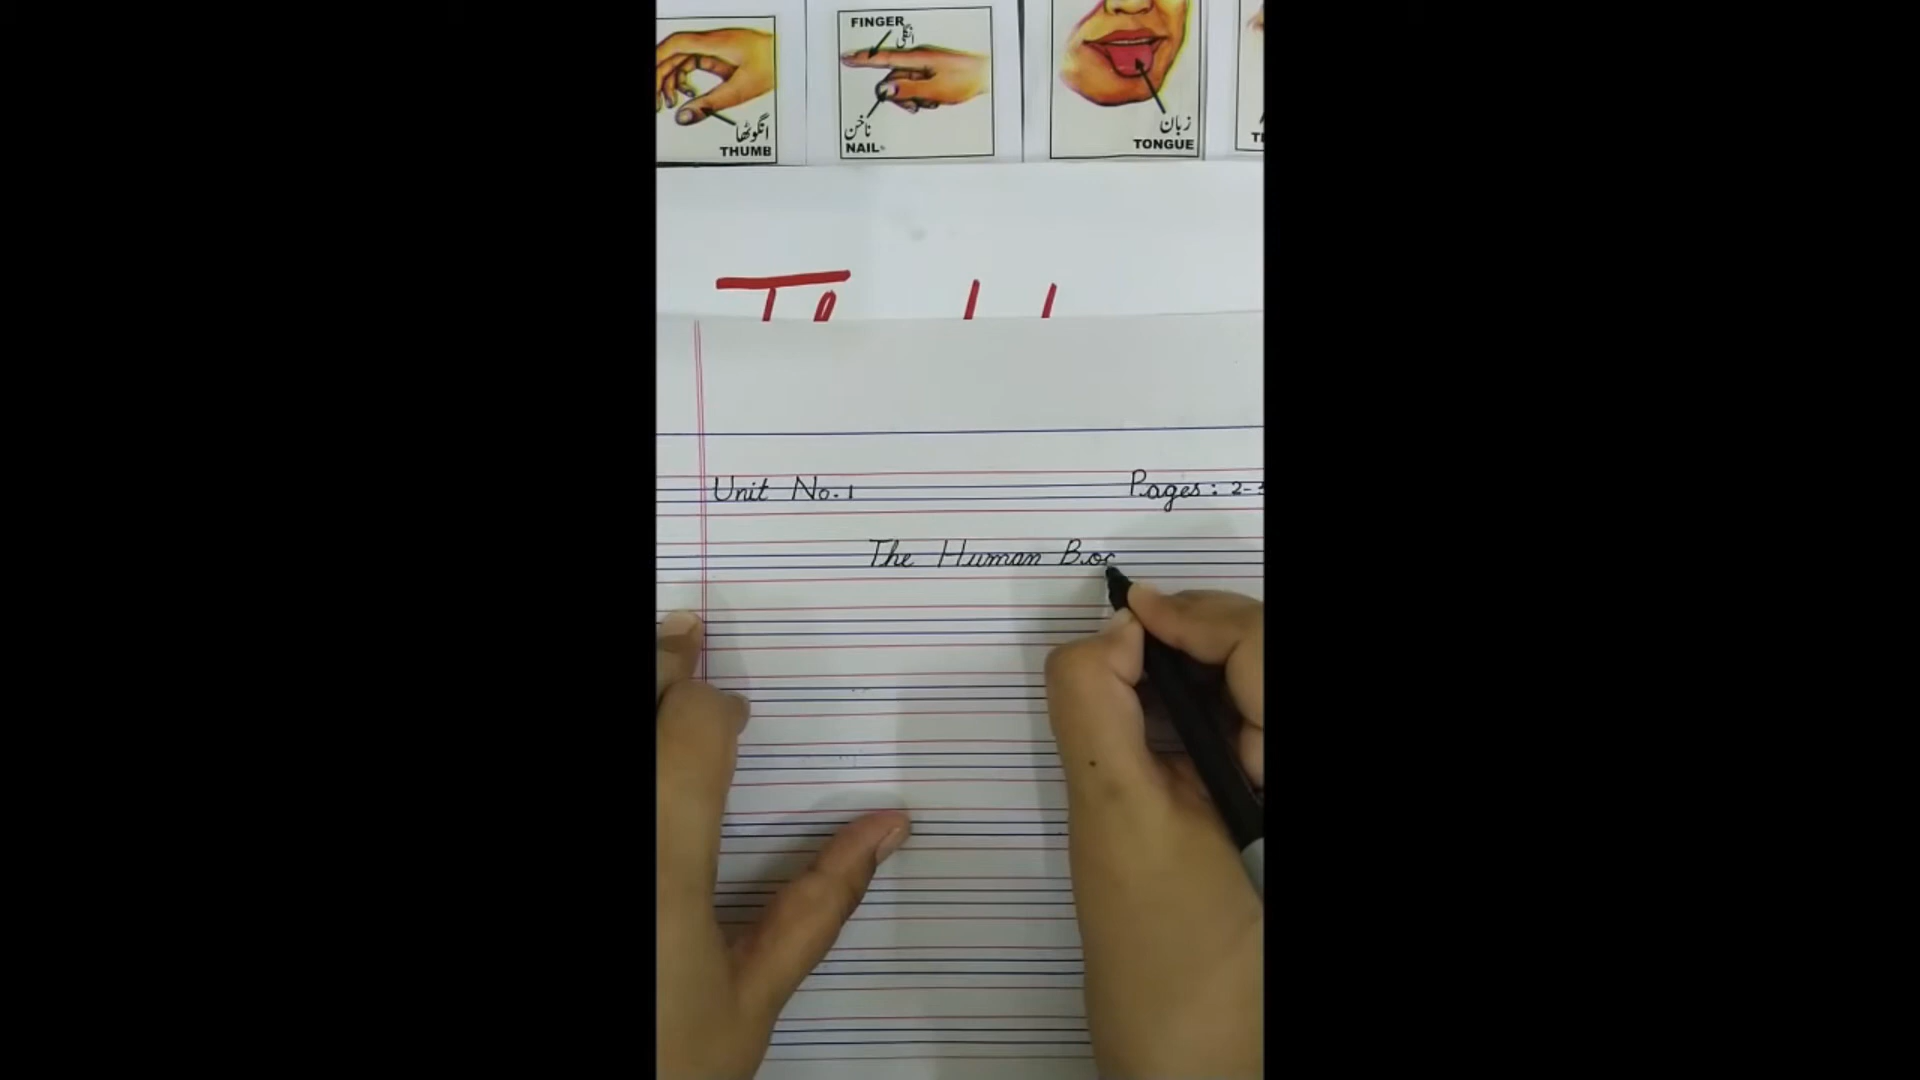 FINGER
انگلی
انگوٹھا
THUMB
ناخن
NAIL
زبان
TONGUE
Unit No. 1
Pages: 2-
The Human Bo